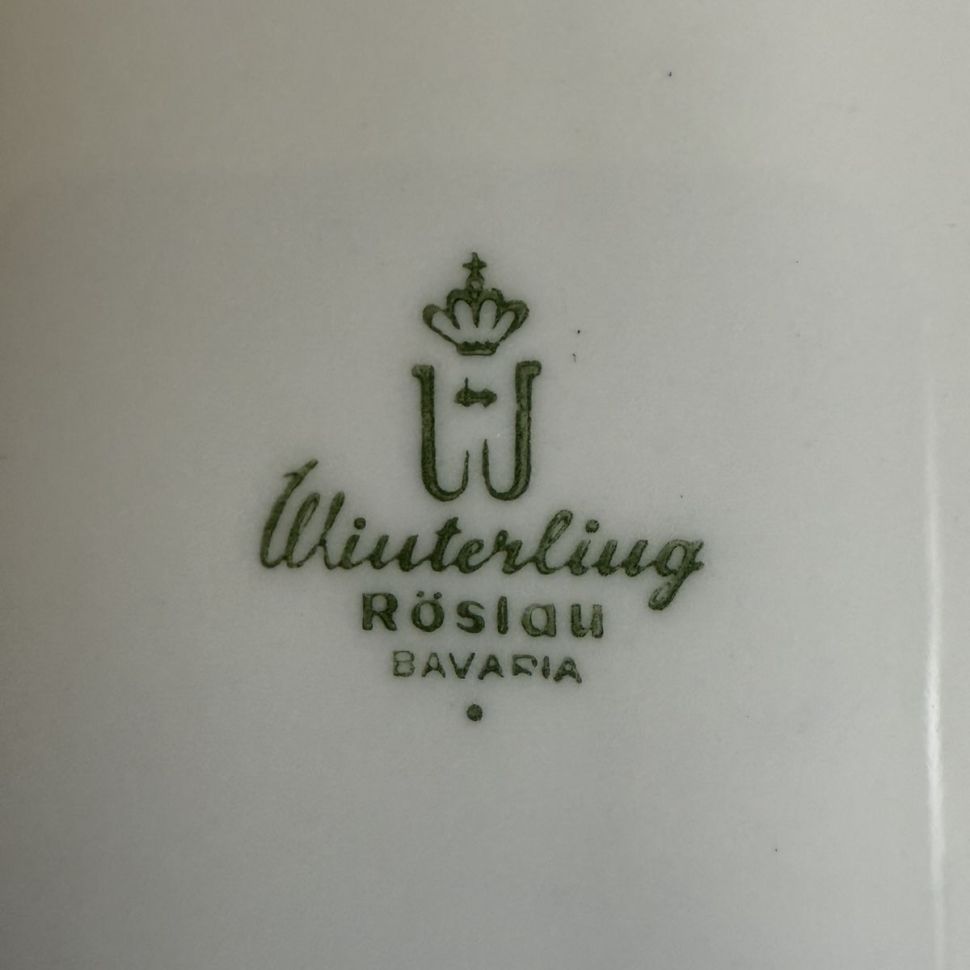 W
Winterling
Röslau
BAVARIA